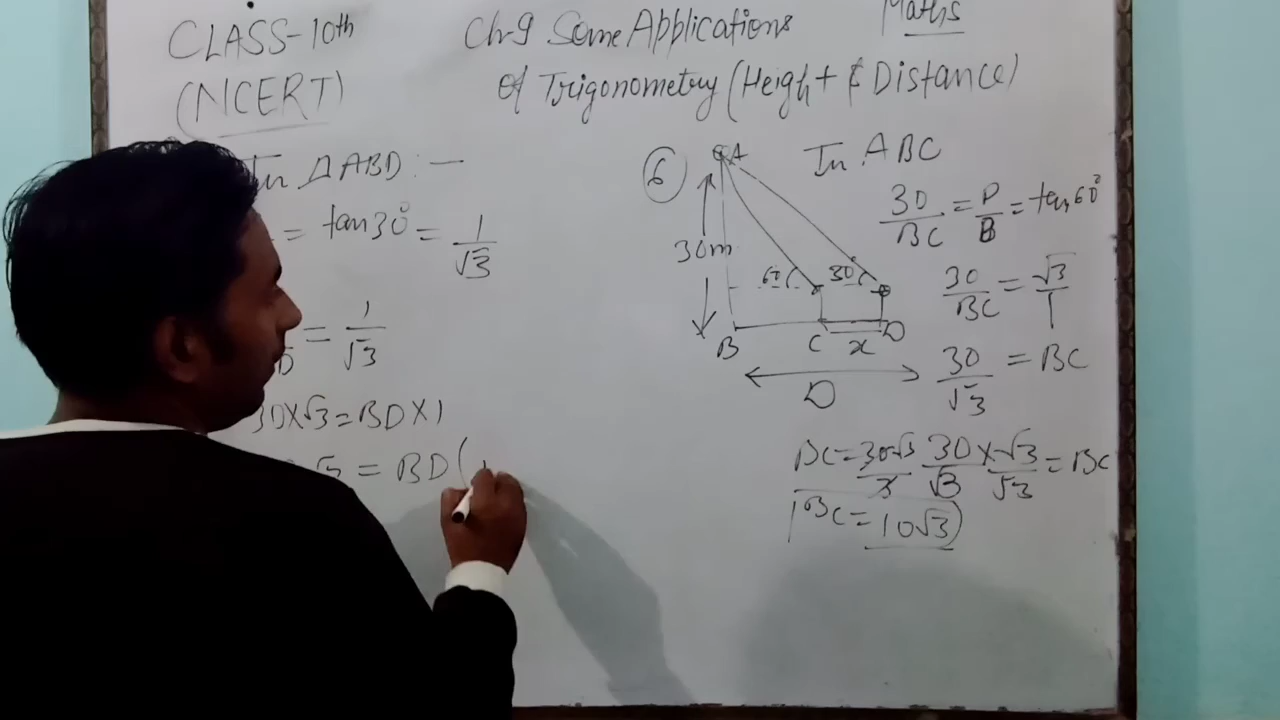 CLASS-10th
(NCERT)
Ch-9 Some Applications
Of Trigonometry (Height & Distance)
Maths
In ΔABD:—
= tan30° = 1/√3
= 1/√3
30×√3=BD×1
√3 = BD(
6
A
30m
60°
30°
B
C
x
D
D
In ABC
30/BC = P/B = tan60°
30/BC = √3/1
30/√3 = BC
30/√3 × √3/√3 = BC
BC = 30√3/3
BC = 10√3